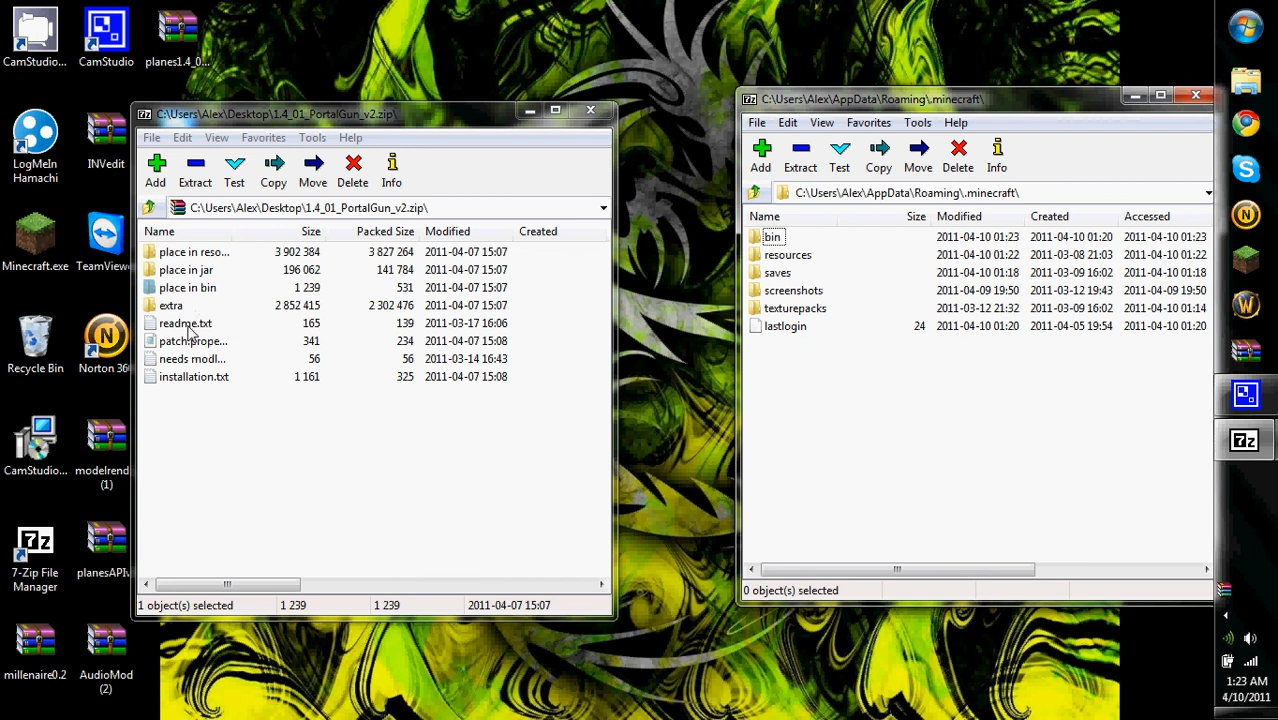 CamStudio...
CamStudio
planes1.4_0...
LogMeIn
Hamachi
INVedit
Minecraft.exe
TeamViewe
Recycle Bin
Norton 36
CamStudio...
modelrend
(1)
7-Zip File
Manager
planesAPI
millenaire0.2
AudioMod
(2)
7z C:\Users\Alex\Desktop\1.4_01_PortalGun_v2.zip\
File Edit View Favorites Tools Help
Add Extract Test Copy Move Delete Info
C:\Users\Alex\Desktop\1.4_01_PortalGun_v2.zip\
Name Size Packed Size Modified Created
place in reso... 3 902 384 3 827 264 2011-04-07 15:07
place in jar 196 062 141 784 2011-04-07 15:07
place in bin 1 239 531 2011-04-07 15:07
extra 2 852 415 2 302 476 2011-04-07 15:07
readme.txt 165 139 2011-03-17 16:06
patch.prope... 341 234 2011-04-07 15:08
needs modl... 56 56 2011-03-14 16:43
installation.txt 1 161 325 2011-04-07 15:08
1 object(s) selected 1 239 1 239 2011-04-07 15:07
7z C:\Users\Alex\AppData\Roaming\.minecraft\
File Edit View Favorites Tools Help
Add Extract Test Copy Move Delete Info
C:\Users\Alex\AppData\Roaming\.minecraft\
Name Size Modified Created Accessed
bin 2011-04-10 01:23 2011-04-10 01:20 2011-04-10 01:23
resources 2011-04-10 01:22 2011-03-08 21:03 2011-04-10 01:22
saves 2011-04-10 01:18 2011-03-09 16:02 2011-04-10 01:18
screenshots 2011-04-09 19:50 2011-03-12 19:43 2011-04-09 19:50
texturepacks 2011-03-12 21:32 2011-03-09 16:02 2011-04-10 01:14
lastlogin 24 2011-04-10 01:20 2011-04-05 19:54 2011-04-10 01:20
0 object(s) selected
7z
1:23 AM
4/10/2011